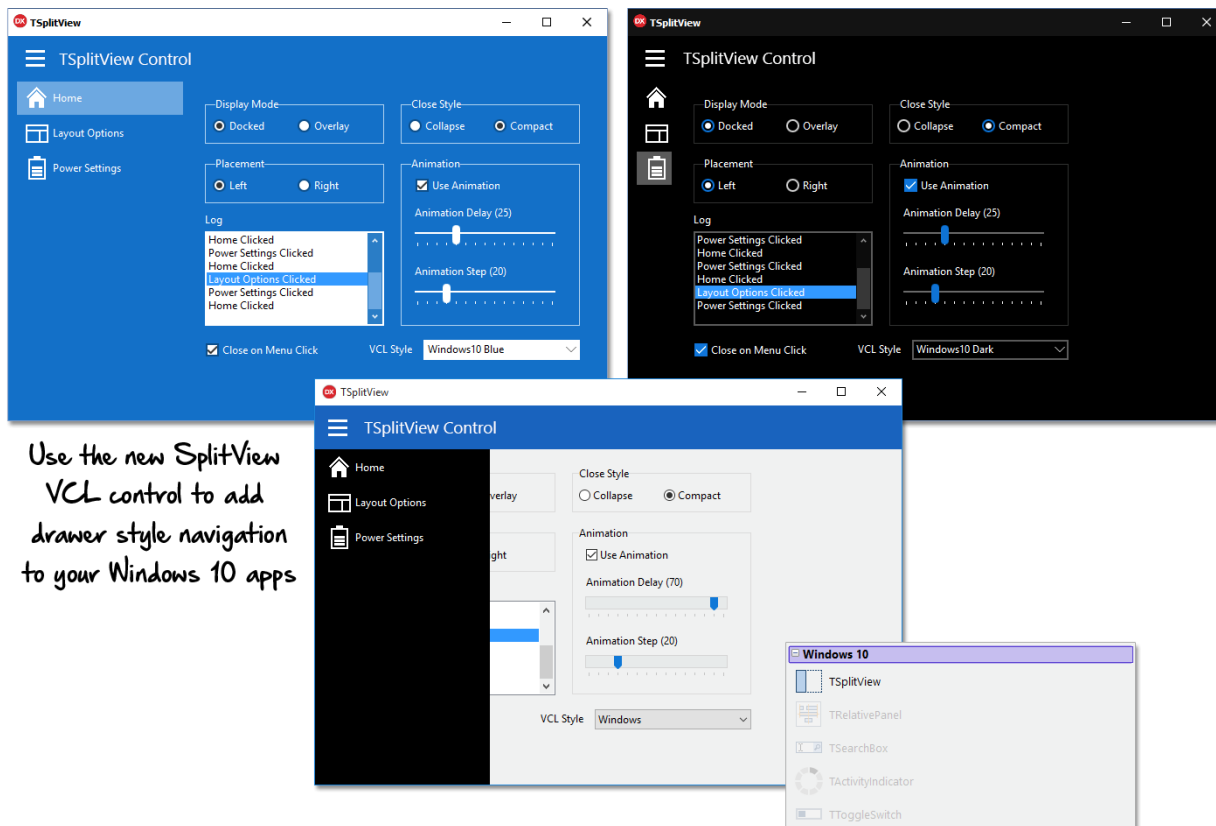 TSplitView
TSplitView Control
Home
Layout Options
Power Settings
Display Mode
Docked Overlay
Close Style
Collapse Compact
Placement
Left Right
Animation
Use Animation
Animation Delay (25)
Animation Step (20)
Log
Home Clicked
Power Settings Clicked
Home Clicked
Layout Options Clicked
Power Settings Clicked
Home Clicked
Close on Menu Click
VCL Style Windows10 Blue
TSplitView
TSplitView Control
Display Mode
Docked Overlay
Close Style
Collapse Compact
Placement
Left Right
Animation
Use Animation
Animation Delay (25)
Animation Step (20)
Log
Power Settings Clicked
Home Clicked
Power Settings Clicked
Home Clicked
Layout Options Clicked
Power Settings Clicked
Close on Menu Click
VCL Style Windows10 Dark
Use the new SplitView
VCL control to add
drawer style navigation
to your Windows 10 apps
TSplitView
TSplitView Control
Home
Layout Options
Power Settings
verlay
ght
Close Style
Collapse Compact
Animation
Use Animation
Animation Delay (70)
Animation Step (20)
VCL Style Windows
Windows 10
TSplitView
TRelativePanel
TSearchBox
TActivityIndicator
TToggleSwitch